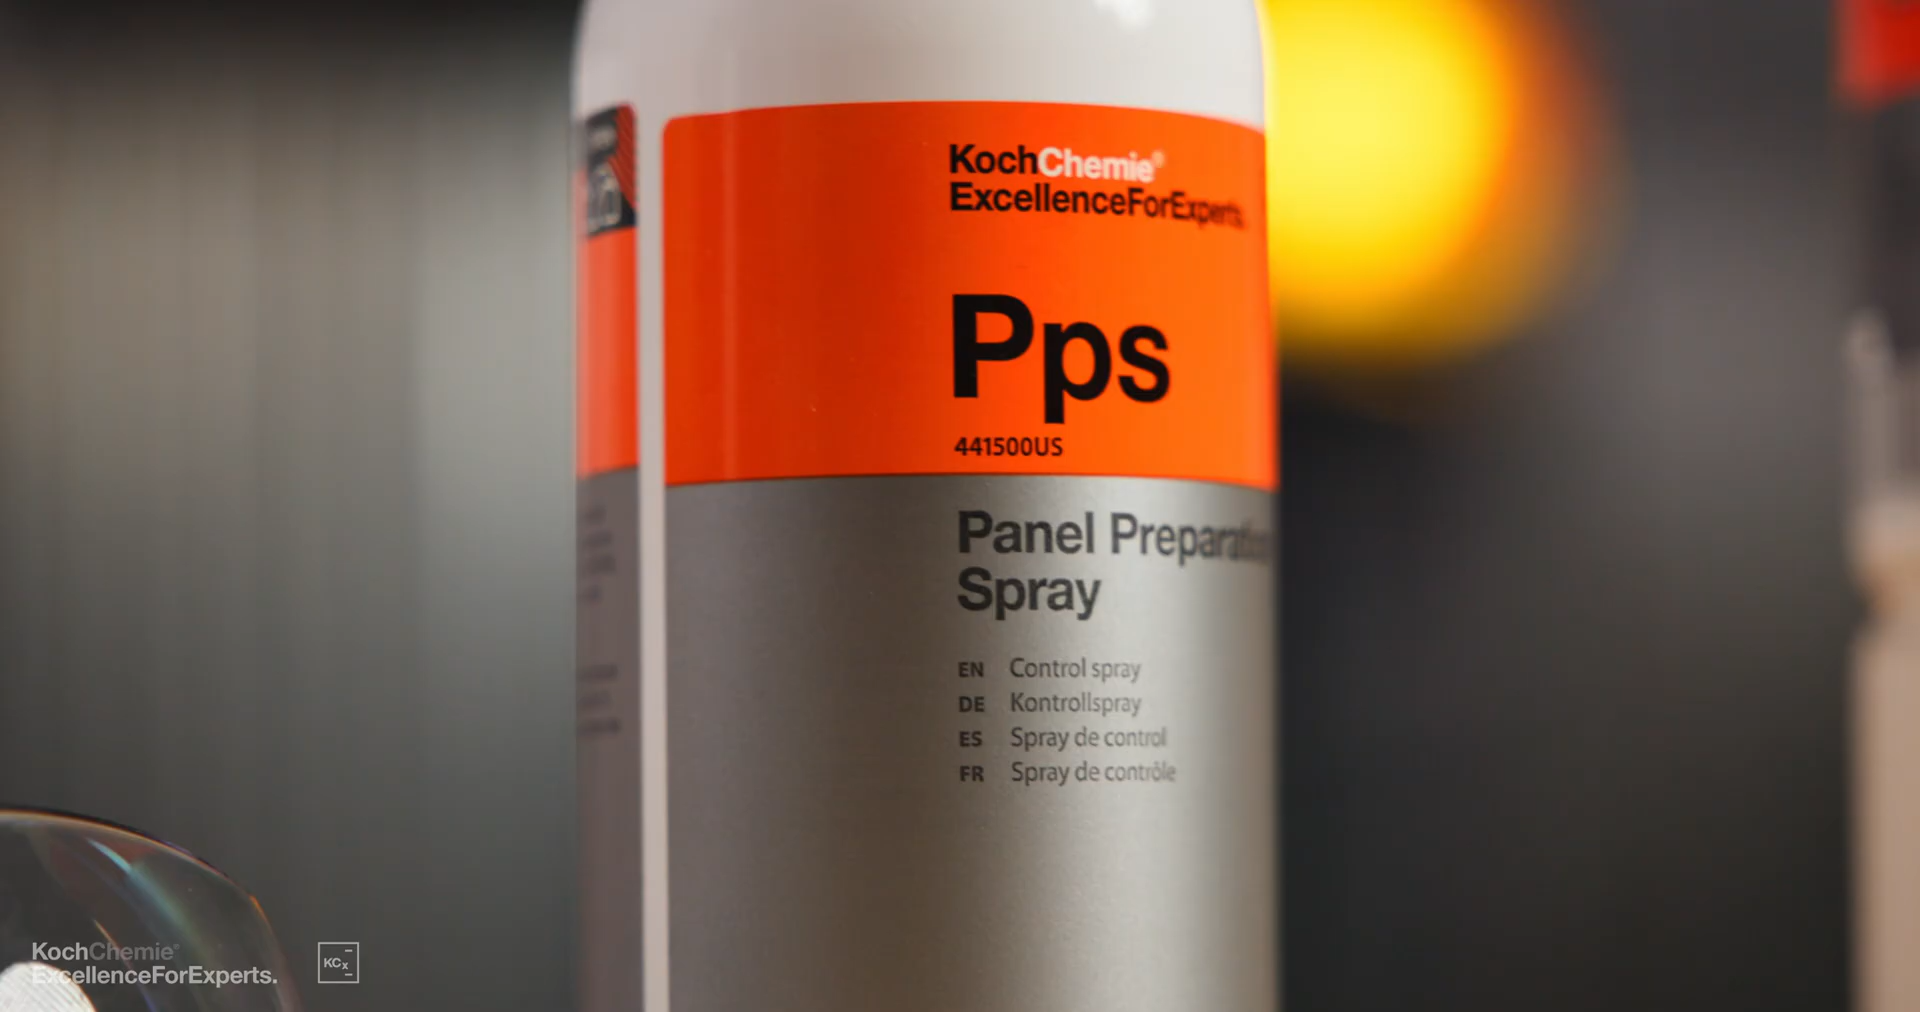 KochChemie®
ExcellenceForExperts.
Pps
441500US
Panel Preparation
Spray
EN Control spray
DE Kontrollspray
ES Spray de control
FR Spray de contrôle
KochChemie®
ExcellenceForExperts.
KCx